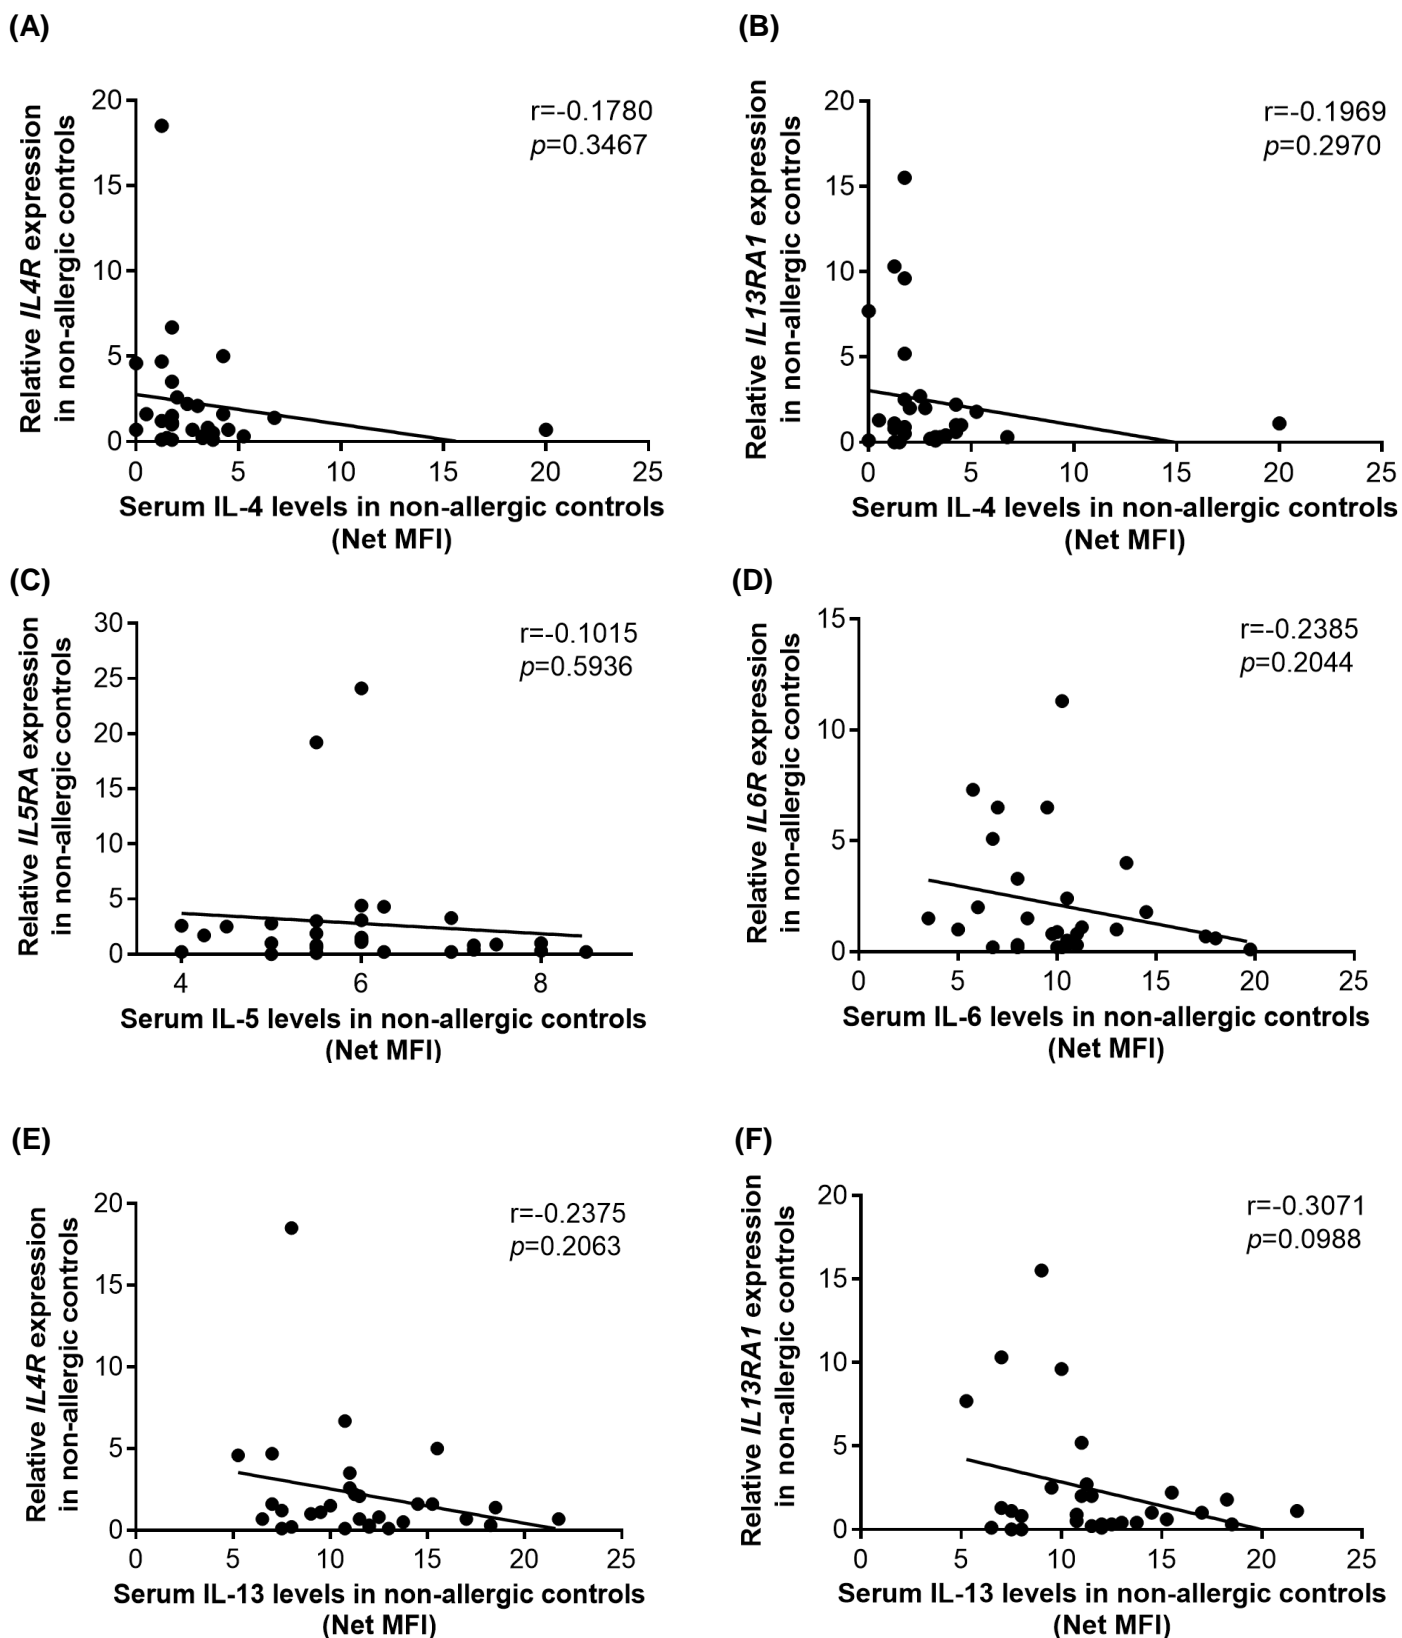 (A)
Relative IL4R expression
in non-allergic controls
20
15
10
5
0
r=-0.1780
p=0.3467
0 5 10 15 20 25
Serum IL-4 levels in non-allergic controls
(Net MFI)
(B)
Relative IL13RA1 expression
in non-allergic controls
20
15
10
5
0
r=-0.1969
p=0.2970
0 5 10 15 20 25
Serum IL-4 levels in non-allergic controls
(Net MFI)
(C)
Relative IL5RA expression
in non-allergic controls
30
25
20
15
10
5
0
r=-0.1015
p=0.5936
4 6 8
Serum IL-5 levels in non-allergic controls
(Net MFI)
(D)
Relative IL6R expression
in non-allergic controls
15
10
5
0
r=-0.2385
p=0.2044
0 5 10 15 20 25
Serum IL-6 levels in non-allergic controls
(Net MFI)
(E)
Relative IL4R expression
in non-allergic controls
20
15
10
5
0
r=-0.2375
p=0.2063
0 5 10 15 20 25
Serum IL-13 levels in non-allergic controls
(Net MFI)
(F)
Relative IL13RA1 expression
in non-allergic controls
20
15
10
5
0
r=-0.3071
p=0.0988
0 5 10 15 20 25
Serum IL-13 levels in non-allergic controls
(Net MFI)